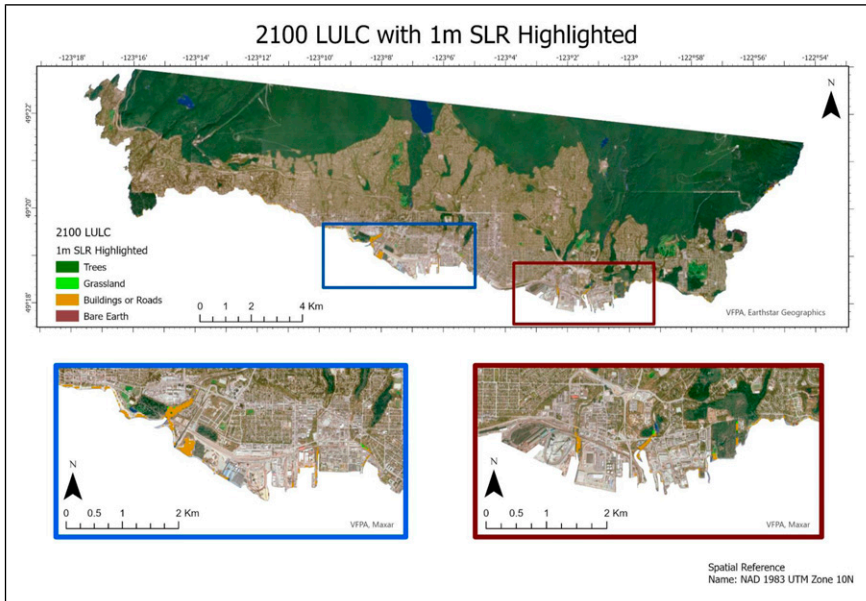 2100 LULC with 1m SLR Highlighted
-123°18' -123°16' -123°14' -123°12' -123°10' -123°8' -123°6' -123°4' -123°2' -123° -122°58' -122°56' -122°54'
N
49°22'
49°20'
49°18'
2100 LULC
1m SLR Highlighted
Trees
Grassland
Buildings or Roads
Bare Earth
0 1 2 4 Km
VFPA, Earthstar Geographics
N
0 0.5 1 2 Km
VFPA, Maxar
N
0 0.5 1 2 Km
VFPA, Maxar
Spatial Reference
Name: NAD 1983 UTM Zone 10N